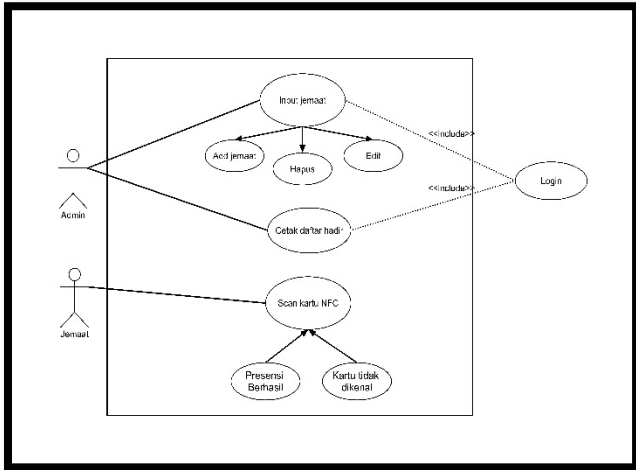 Input jemaat
<<include>>
Add jemaat
Hapus
Edit
Login
<<include>>
Admin
Cetak daftar hadir
Scan kartu NFC
Jemaat
Presensi
Berhasil
Kartu tidak
dikenal